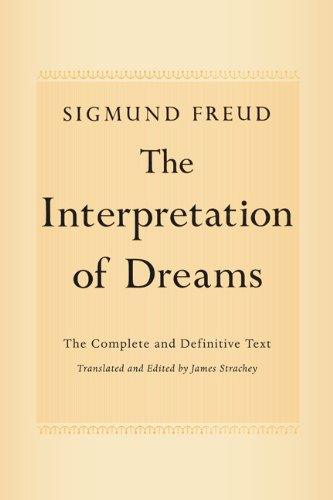 SIGMUND FREUD
The
Interpretation
of Dreams
The Complete and Definitive Text
Translated and Edited by James Strachey